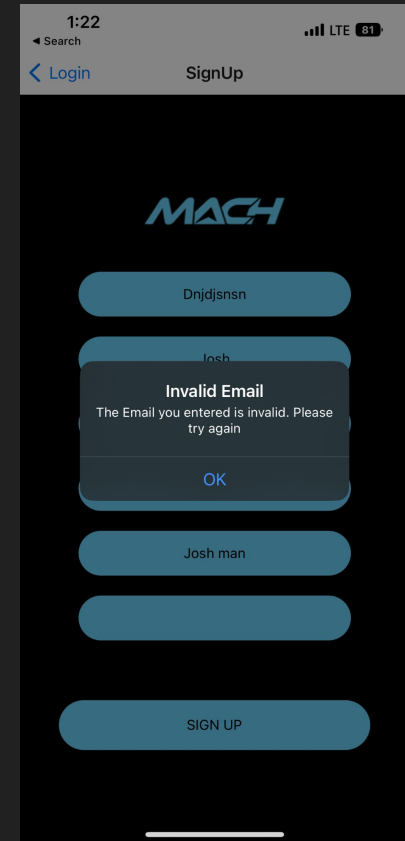 1:22
LTE 81
◀ Search
Login
SignUp
MACH
Dnjdjsnsn
Josh
Invalid Email
The Email you entered is invalid. Please
try again
OK
Josh man
SIGN UP